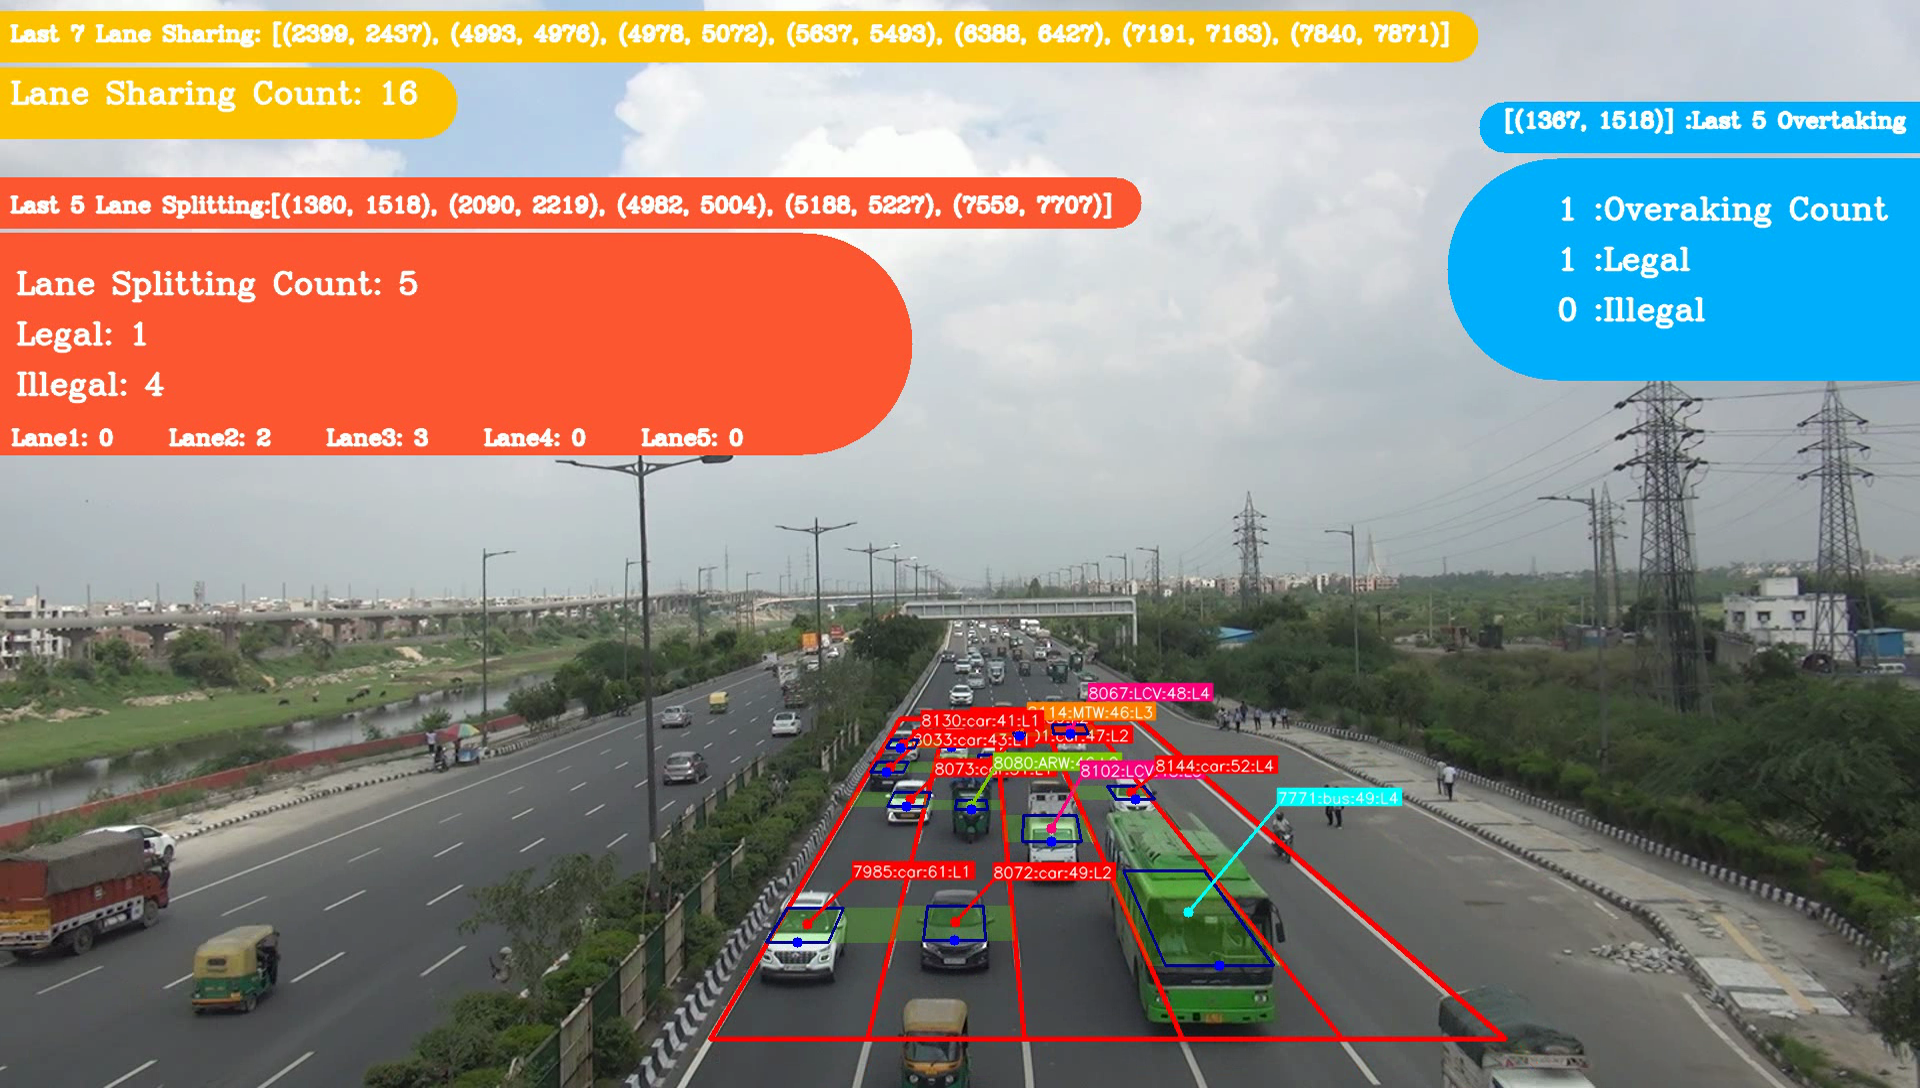 Last 7 Lane Sharing: [(2399, 2437), (4993, 4976), (4978, 5072), (5637, 5493), (6388, 6427), (7191, 7163), (7840, 7871)]
Lane Sharing Count: 16
[(1367, 1518)] :Last 5 Overtaking
1 :Overaking Count
1 :Legal
0 :Illegal
Last 5 Lane Splitting:[(1360, 1518), (2090, 2219), (4982, 5004), (5188, 5227), (7559, 7707)]
Lane Splitting Count: 5
Legal: 1
Illegal: 4
Lane1: 0 Lane2: 2 Lane3: 3 Lane4: 0 Lane5: 0
8067:LCV:48:L4
114:MTW:46:L3
8130:car:41:L1
8033:car:43:L1
01:car:47:L2
8080:ARW:
8073:car:
8102:LCV:
8144:car:52:L4
7771:bus:49:L4
7985:car:61:L1
8072:car:49:L2